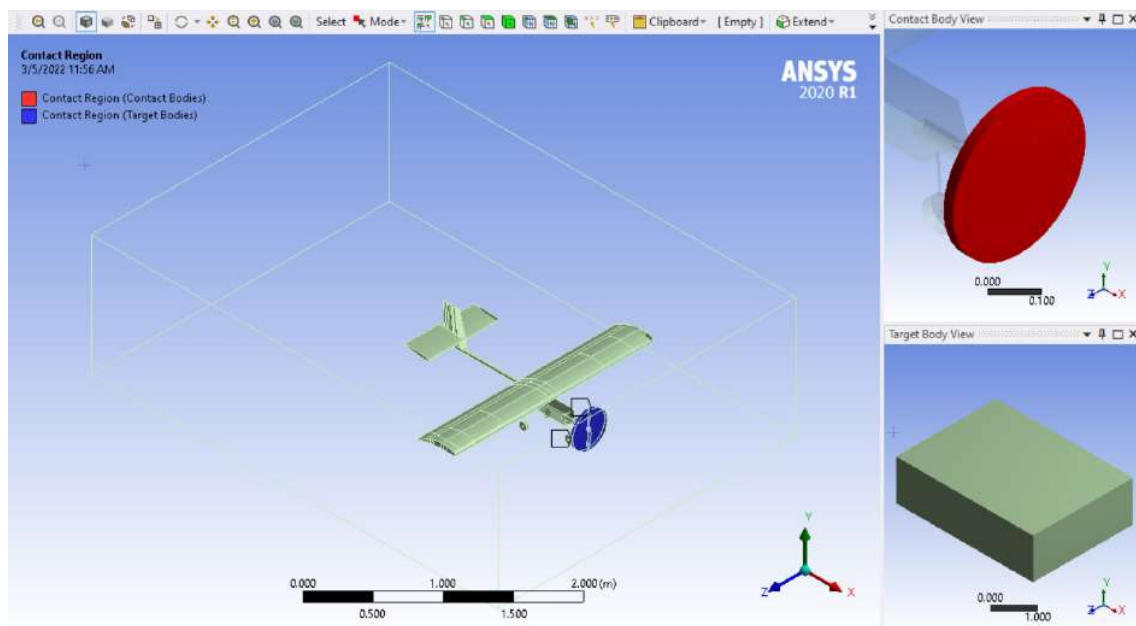 Select Mode Clipboard [ Empty ] Extend
Contact Region
3/5/2022 11:56 AM
Contact Region (Contact Bodies)
Contact Region (Target Bodies)
ANSYS
2020 R1
Y
Z
X
0.000 1.000 2.000 (m)
0.500 1.500
Contact Body View
0.000
0.100
Y
Z
X
Target Body View
0.000
1.000
Y
Z
X